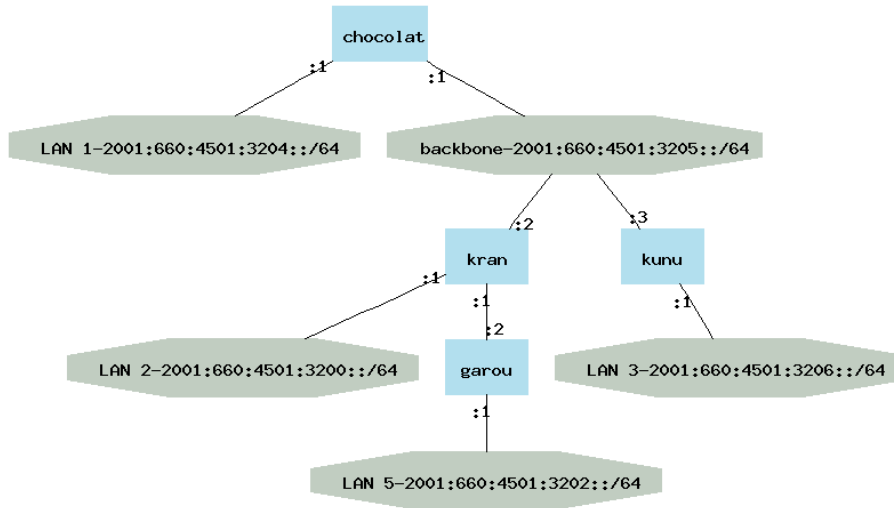 chocolat
:1
:1
LAN 1-2001:660:4501:3204::/64
backbone-2001:660:4501:3205::/64
:2
:3
kran
kunu
:1
:1
:1
:2
LAN 2-2001:660:4501:3200::/64
garou
LAN 3-2001:660:4501:3206::/64
:1
LAN 5-2001:660:4501:3202::/64